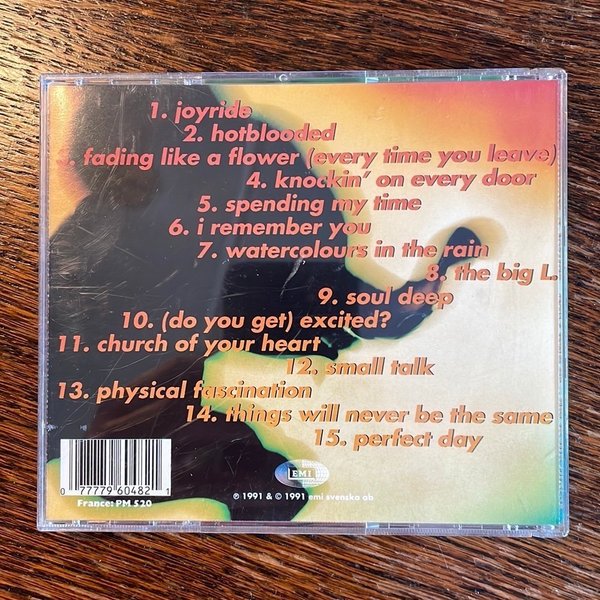 1. joyride
2. hotblooded
3. fading like a flower (every time you leave)
4. knockin' on every door
5. spending my time
6. i remember you
7. watercolours in the rain
8. the big L.
9. soul deep
10. (do you get) excited?
11. church of your heart
12. small talk
13. physical fascination
14. things will never be the same
15. perfect day
EMI
0 77779 60482 1
℗ 1991 & © 1991 emi svenska ab
France: PM 520